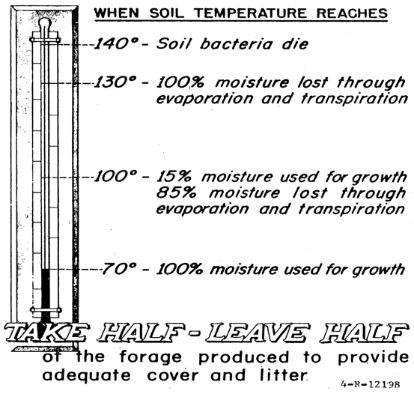 WHEN SOIL TEMPERATURE REACHES
140° - Soil bacteria die
130° - 100% moisture lost through
evaporation and transpiration
100° - 15% moisture used for growth
85% moisture lost through
evaporation and transpiration
70° - 100% moisture used for growth
TAKE HALF - LEAVE HALF
of the forage produced to provide
adequate cover and litter
4-R-12198